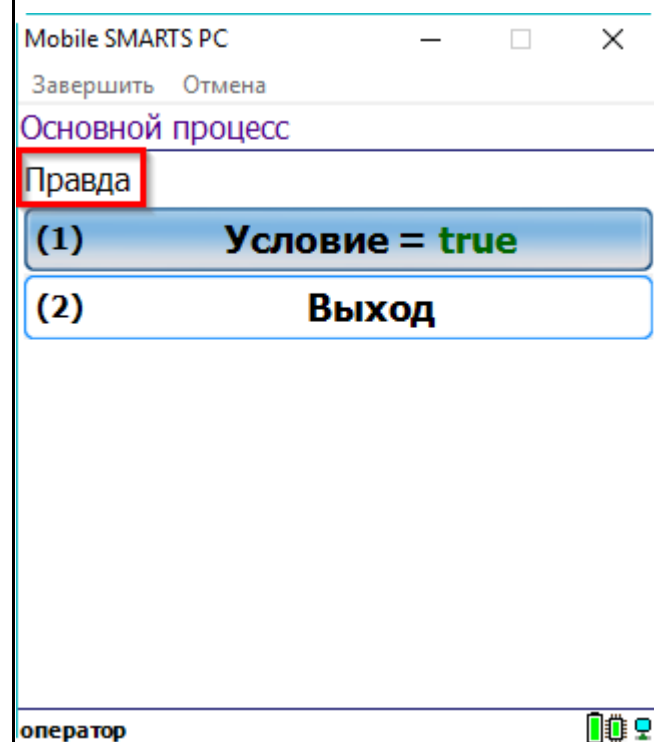 Mobile SMARTS PC
Завершить Отмена
Основной процесс
Правда
(1) Условие = true
(2) Выход
оператор